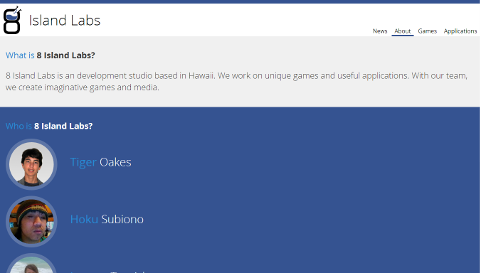 8 Island Labs
News About Games Applications
What is 8 Island Labs?
8 Island Labs is an development studio based in Hawaii. We work on unique games and useful applications. With our team,
we create imaginative games and media.
Who is 8 Island Labs?
Tiger Oakes
Hoku Subiono